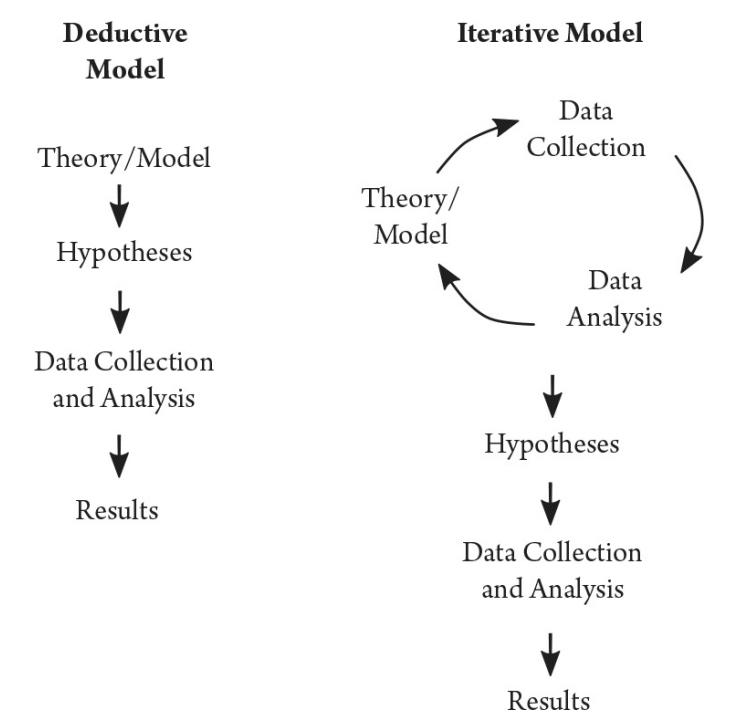 Deductive
Model
Theory/Model
Hypotheses
Data Collection
and Analysis
Results
Iterative Model
Data
Collection
Theory/
Model
Data
Analysis
Hypotheses
Data Collection
and Analysis
Results